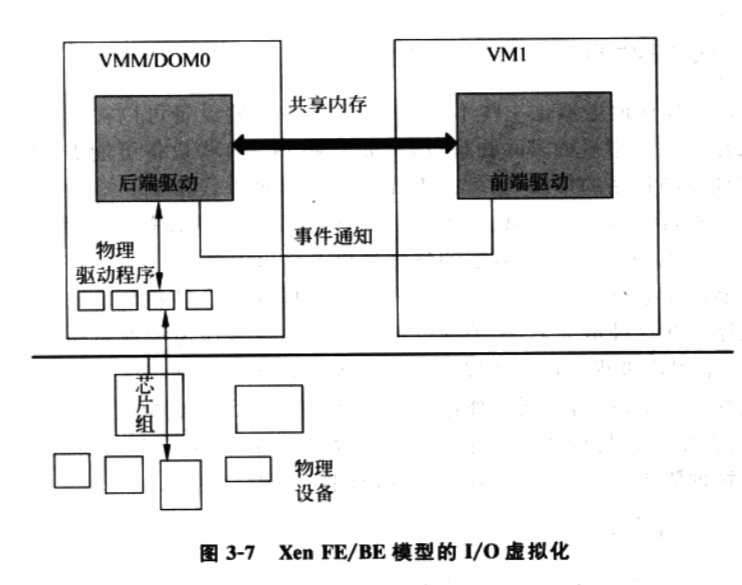 VMM/DOM0
VM1
共享内存
后端驱动
前端驱动
事件通知
物理
驱动程序
芯
片
组
物理
设备
图 3-7 Xen FE/BE 模型的 I/O 虚拟化